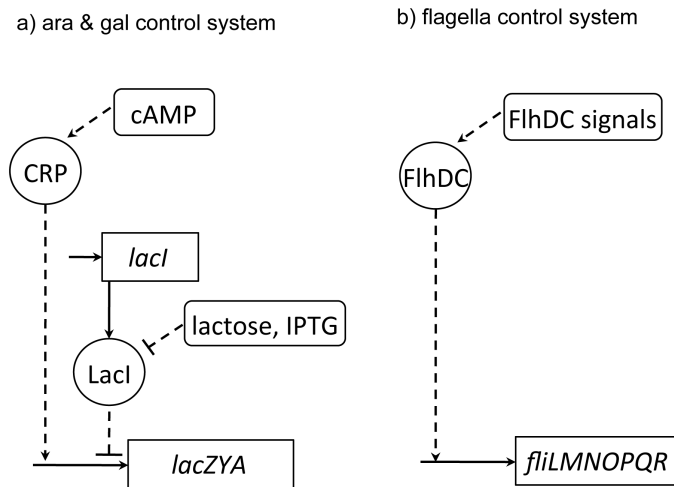 a) ara & gal control system
cAMP
CRP
lacI
lactose, IPTG
LacI
lacZYA
b) flagella control system
FlhDC signals
FlhDC
fliLMNOPQR